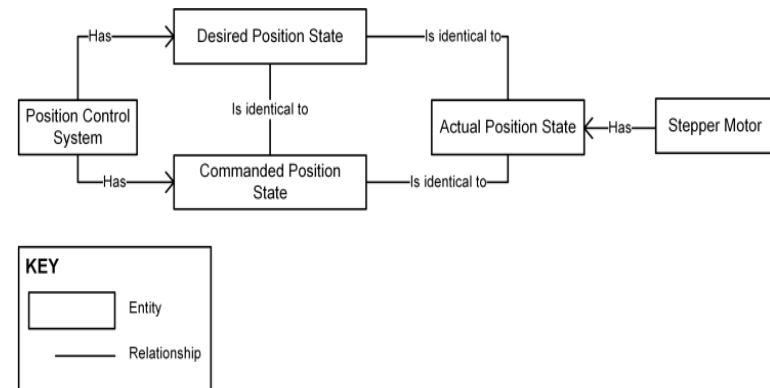 Has
Desired Position State
Is identical to
Is identical to
Position Control
System
Actual Position State
Has
Stepper Motor
Has
Commanded Position
State
Is identical to
KEY
Entity
Relationship